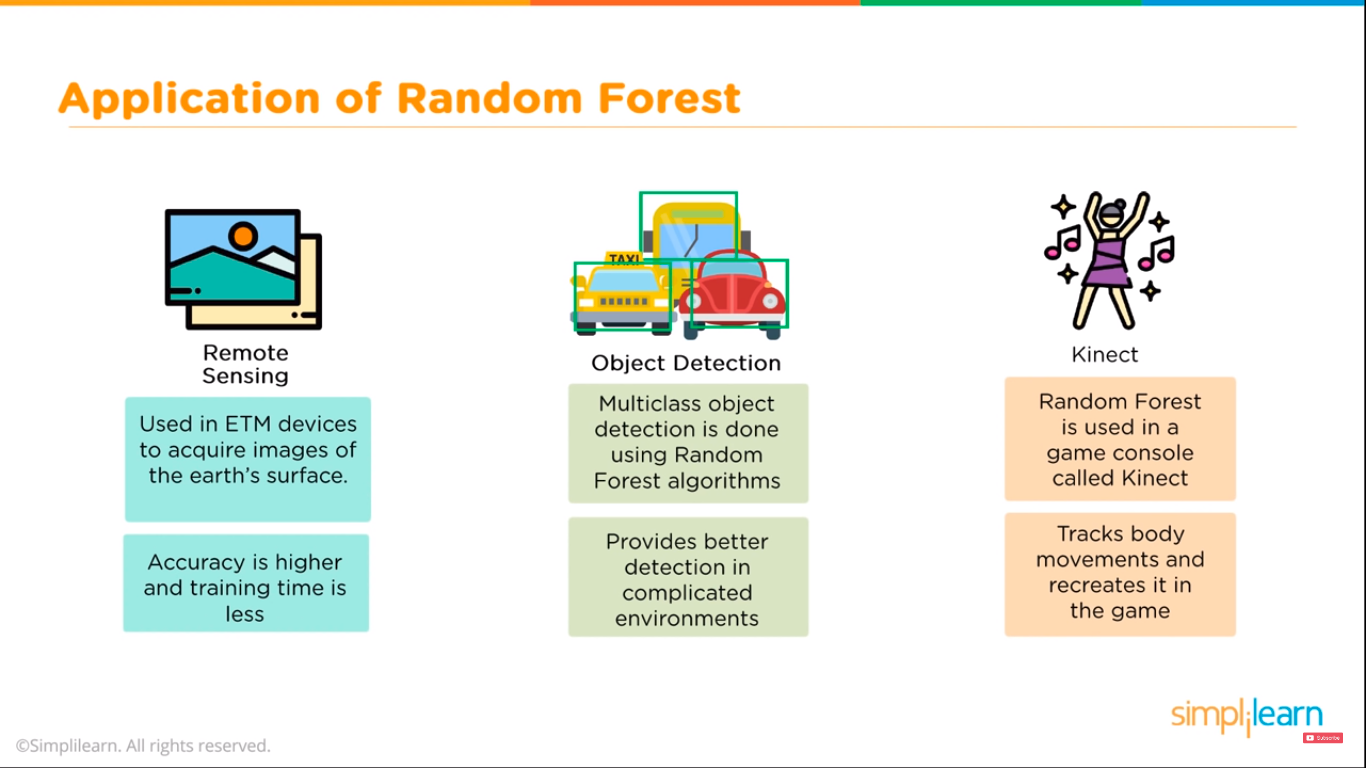 Application of Random Forest
TAXI
Remote
Sensing
Used in ETM devices
to acquire images of
the earth’s surface.
Accuracy is higher
and training time is
less
Object Detection
Multiclass object
detection is done
using Random
Forest algorithms
Provides better
detection in
complicated
environments
Kinect
Random Forest
is used in a
game console
called Kinect
Tracks body
movements and
recreates it in
the game
simplilearn
Subscribe
©Simplilearn. All rights reserved.